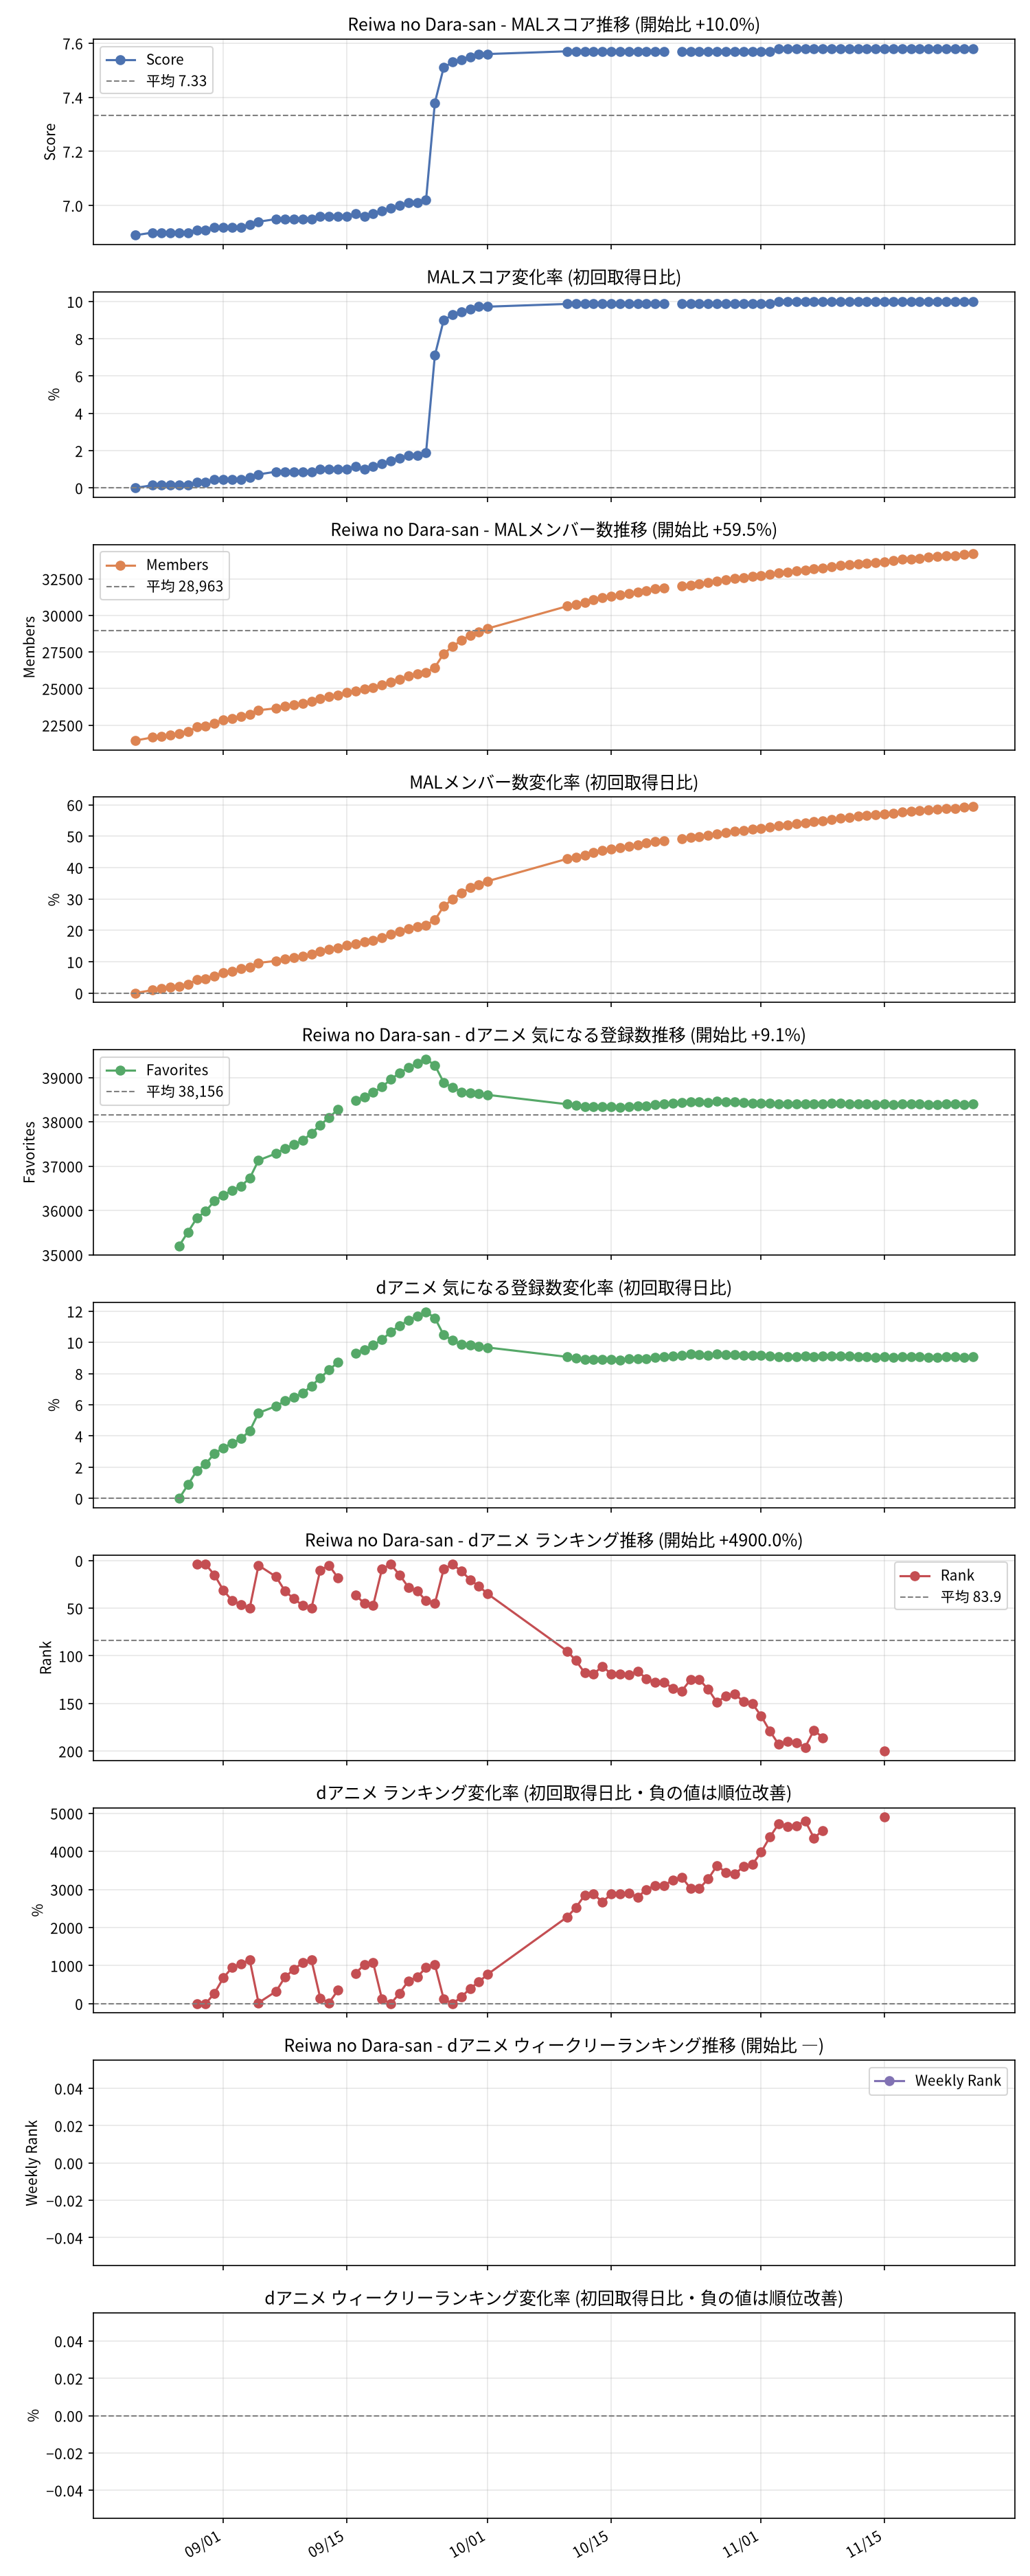 Reiwa no Dara-san - MALスコア推移 (開始比 +10.0%)
Score
平均 7.33
Score
7.6
7.4
7.2
7.0
MALスコア変化率 (初回取得日比)
%
10
8
6
4
2
0
Reiwa no Dara-san - MALメンバー数推移 (開始比 +59.5%)
Members
平均 28,963
Members
32500
30000
27500
25000
22500
MALメンバー数変化率 (初回取得日比)
%
60
50
40
30
20
10
0
Reiwa no Dara-san - dアニメ 気になる登録数推移 (開始比 +9.1%)
Favorites
平均 38,156
Favorites
39000
38000
37000
36000
35000
dアニメ 気になる登録数変化率 (初回取得日比)
%
12
10
8
6
4
2
0
Reiwa no Dara-san - dアニメ ランキング推移 (開始比 +4900.0%)
Rank
平均 83.9
Rank
0
50
100
150
200
dアニメ ランキング変化率 (初回取得日比・負の値は順位改善)
%
5000
4000
3000
2000
1000
0
Reiwa no Dara-san - dアニメ ウィークリーランキング推移 (開始比 —)
Weekly Rank
Weekly Rank
0.04
0.02
0.00
−0.02
−0.04
dアニメ ウィークリーランキング変化率 (初回取得日比・負の値は順位改善)
%
0.04
0.02
0.00
−0.02
−0.04
09/01
09/15
10/01
10/15
11/01
11/15